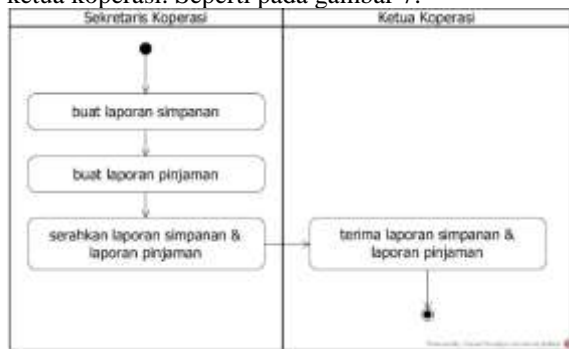 ketua koperasi. Seperti pada gambar 7.
Sekretaris Koperasi
Ketua Koperasi
buat laporan simpanan
buat laporan pinjaman
serahkan laporan simpanan &
laporan pinjaman
terima laporan simpanan &
laporan pinjaman